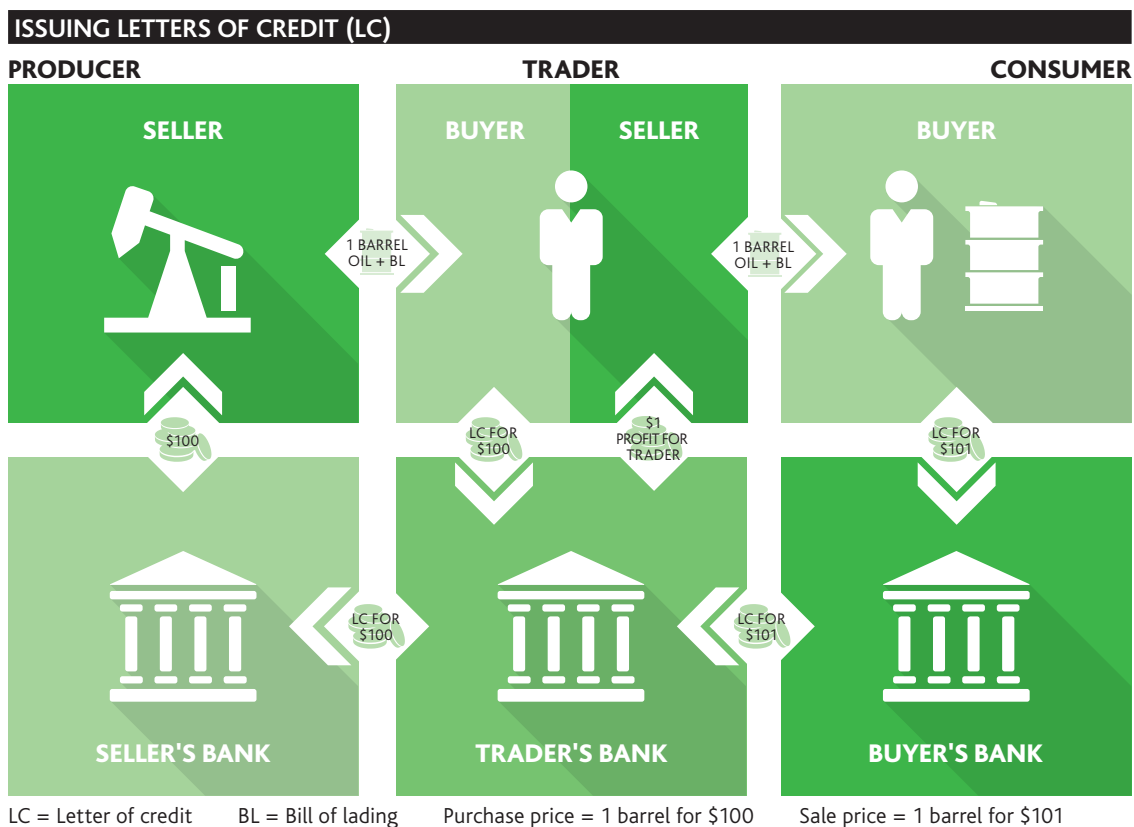 ISSUING LETTERS OF CREDIT (LC)
PRODUCER
TRADER
CONSUMER
SELLER
BUYER
SELLER
BUYER
1 BARREL
OIL + BL
1 BARREL
OIL + BL
$100
LC FOR
$100
$1
PROFIT FOR
TRADER
LC FOR
$101
LC FOR
$100
LC FOR
$101
SELLER'S BANK
TRADER'S BANK
BUYER'S BANK
LC = Letter of credit
BL = Bill of lading
Purchase price = 1 barrel for $100
Sale price = 1 barrel for $101